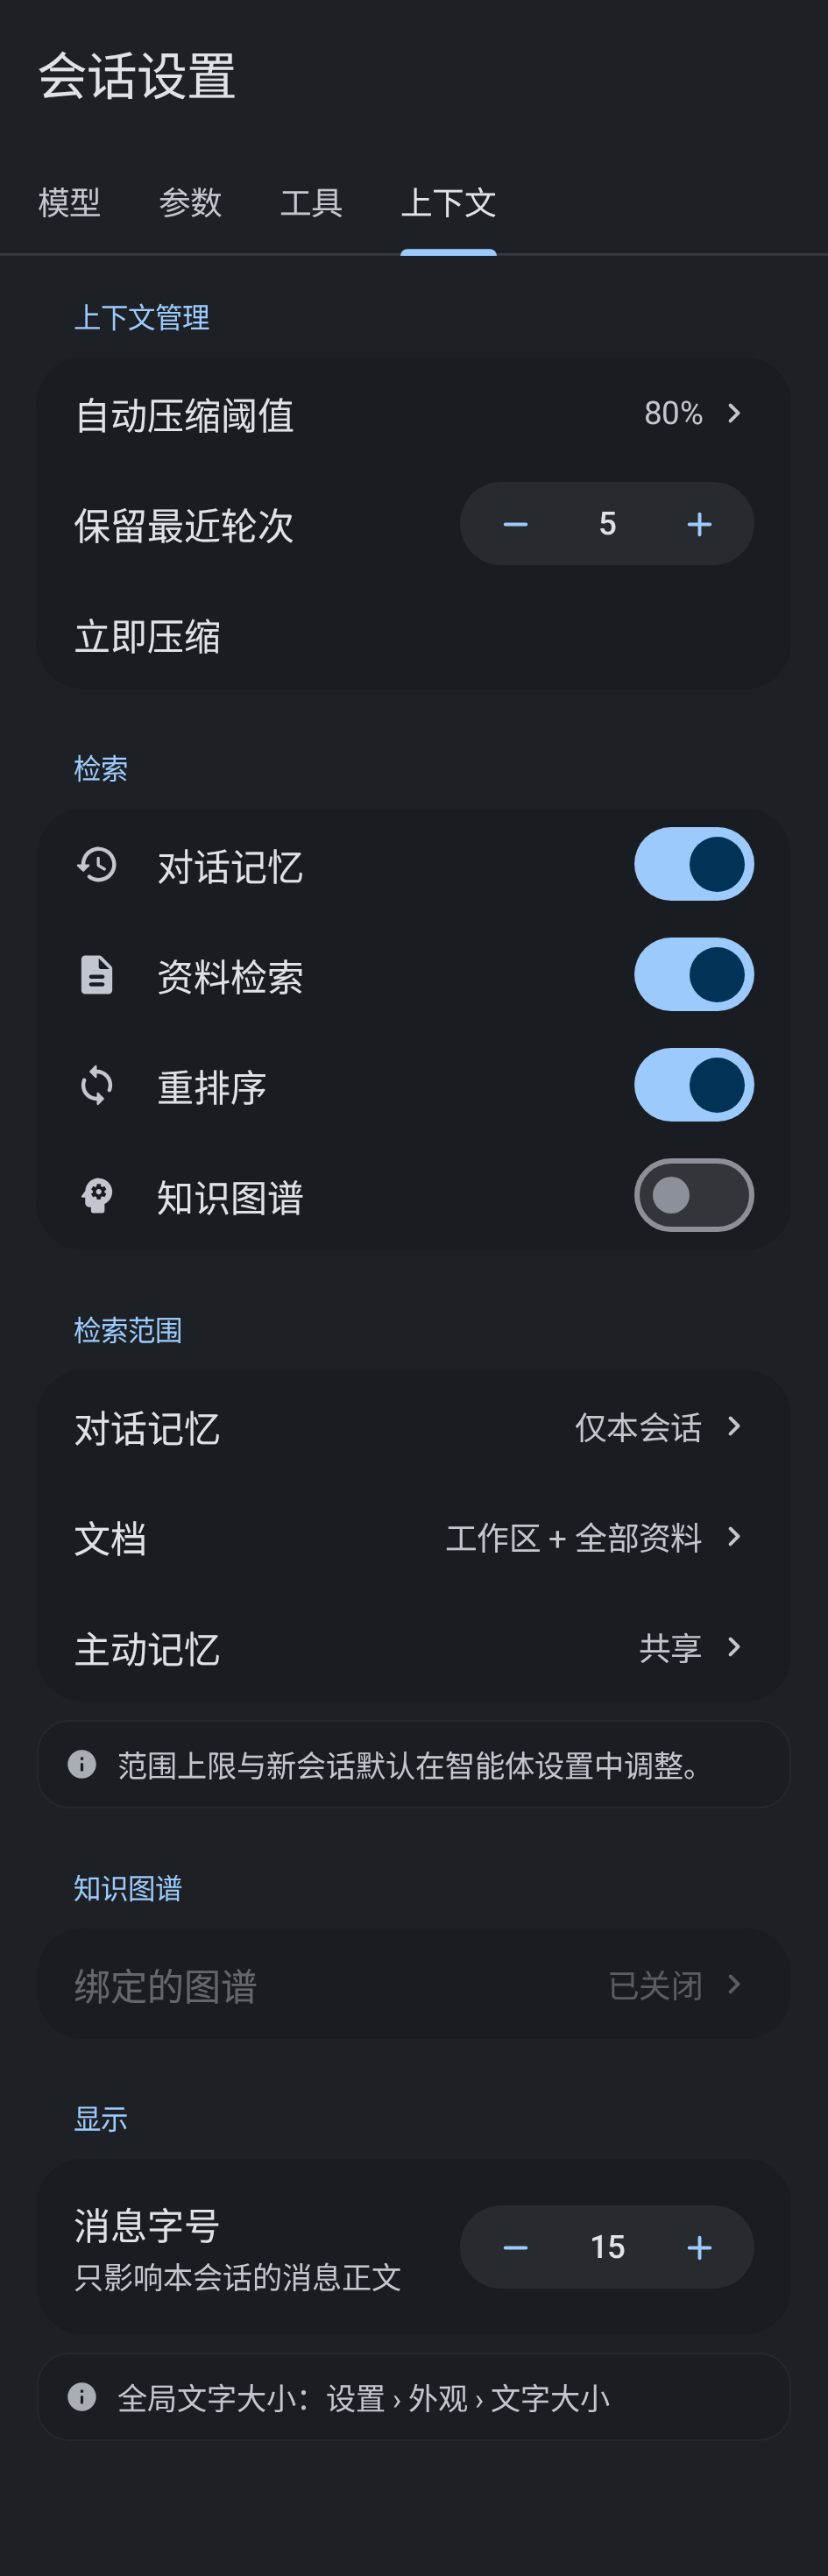 会话设置
模型 参数 工具 上下文
上下文管理
自动压缩阈值 80%
保留最近轮次 − 5 +
立即压缩
检索
对话记忆
资料检索
重排序
知识图谱
检索范围
对话记忆 仅本会话
文档 工作区 + 全部资料
主动记忆 共享
范围上限与新会话默认在智能体设置中调整。
知识图谱
绑定的图谱 已关闭
显示
消息字号 − 15 +
只影响本会话的消息正文
全局文字大小：设置 › 外观 › 文字大小